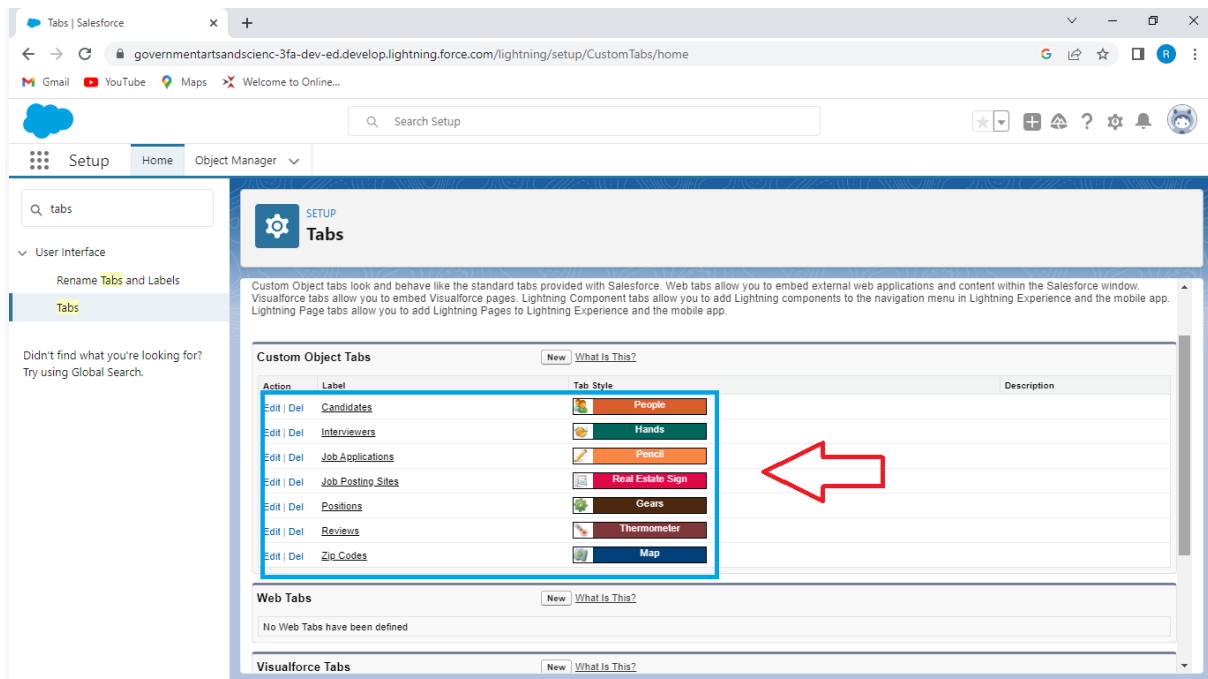 Tabs | Salesforce
governmentartsandscienc-3fa-dev-ed.develop.lightning.force.com/lightning/setup/CustomTabs/home
G
R
Gmail YouTube Maps Welcome to Online...
Search Setup
Setup Home Object Manager
tabs
User Interface
Rename Tabs and Labels
Tabs
Didn't find what you're looking for?
Try using Global Search.
SETUP
Tabs
Custom Object tabs look and behave like the standard tabs provided with Salesforce. Web tabs allow you to embed external web applications and content within the Salesforce window.
Visualforce tabs allow you to embed Visualforce pages. Lightning Component tabs allow you to add Lightning components to the navigation menu in Lightning Experience and the mobile app.
Lightning Page tabs allow you to add Lightning Pages to Lightning Experience and the mobile app.
Custom Object Tabs New What Is This?
Action Label Tab Style Description
Edit | Del Candidates People
Edit | Del Interviewers Hands
Edit | Del Job Applications Pencil
Edit | Del Job Posting Sites Real Estate Sign
Edit | Del Positions Gears
Edit | Del Reviews Thermometer
Edit | Del Zip Codes Map
Web Tabs New What Is This?
No Web Tabs have been defined
Visualforce Tabs New What Is This?